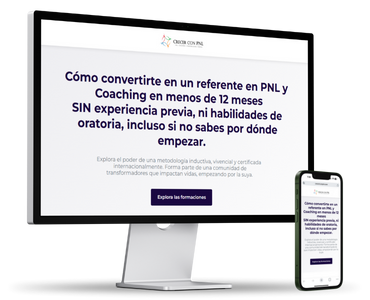 CRECER CON PNL
Cómo convertirte en un referente en PNL y
Coaching en menos de 12 meses
SIN experiencia previa, ni habilidades de
oratoria, incluso si no sabes por dónde
empezar.
Explora el poder de una metodología inductiva, vivencial y certificada
internacionalmente. Forma parte de una comunidad de
transformadores que impactan vidas, empezando por la suya.
Explora las formaciones
Cómo convertirte en un
referente en PNL y
Coaching en menos de 12
meses
SIN experiencia previa, ni
habilidades de oratoria,
incluso si no sabes por
dónde empezar.